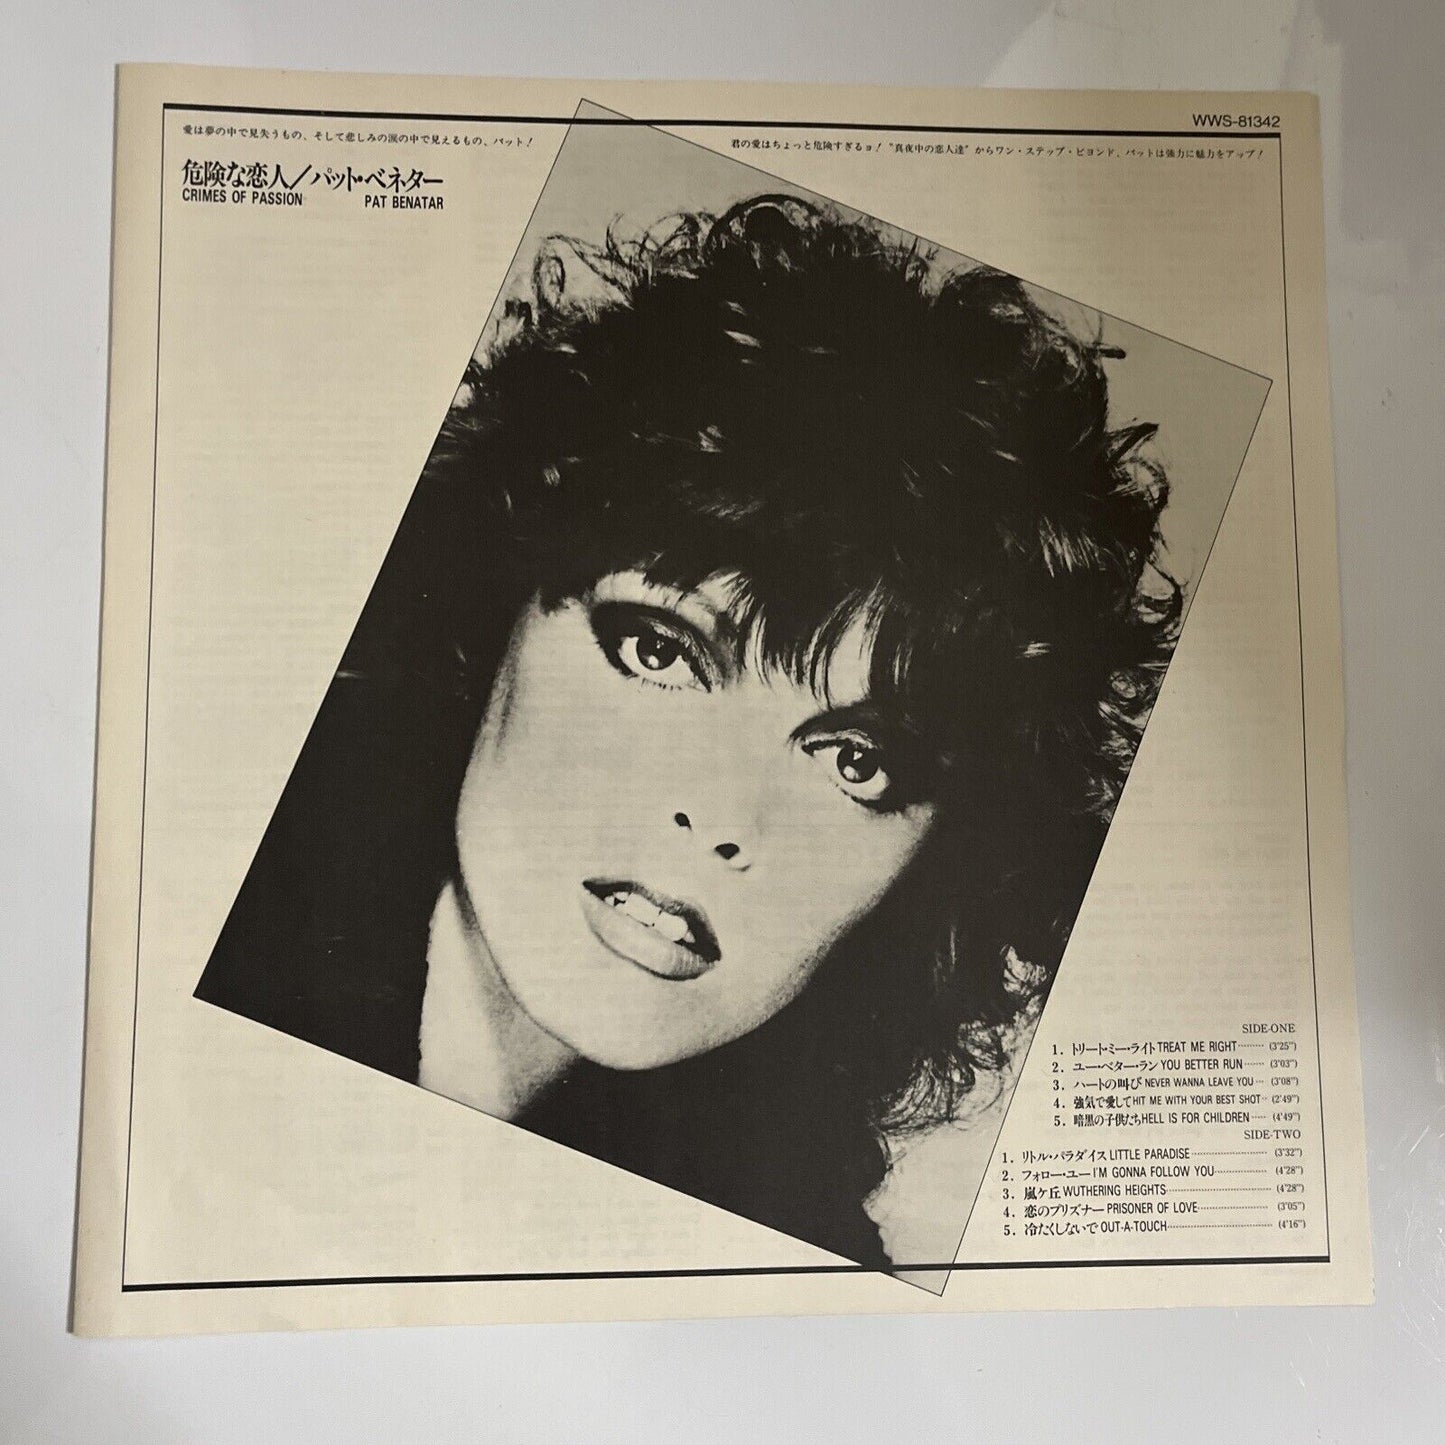 WWS-81342
愛は夢の中で見失うもの、そして悲しみの涙の中で見えるもの、パット!
君の愛はちょっと危険すぎるョ! “真夜中の恋人達”からワン・ステップ・ビヨンド、パットは強力に魅力をアップ!
危険な恋人／パット・ベネター
CRIMES OF PASSION PAT BENATAR
SIDE-ONE
1. トリート・ミー・ライト TREAT ME RIGHT (3'25")
2. ユー・ベター・ラン YOU BETTER RUN (3'03")
3. ハートの叫び NEVER WANNA LEAVE YOU (3'08")
4. 強気で愛して HIT ME WITH YOUR BEST SHOT (2'49")
5. 暗黒の子供たち HELL IS FOR CHILDREN (4'49")
SIDE-TWO
1. リトル・パラダイス LITTLE PARADISE (3'32")
2. フォロー・ユー I'M GONNA FOLLOW YOU (4'28")
3. 嵐ケ丘 WUTHERING HEIGHTS (4'28")
4. 恋のプリズナー PRISONER OF LOVE (3'05")
5. 冷たくしないで OUT-A-TOUCH (4'16")